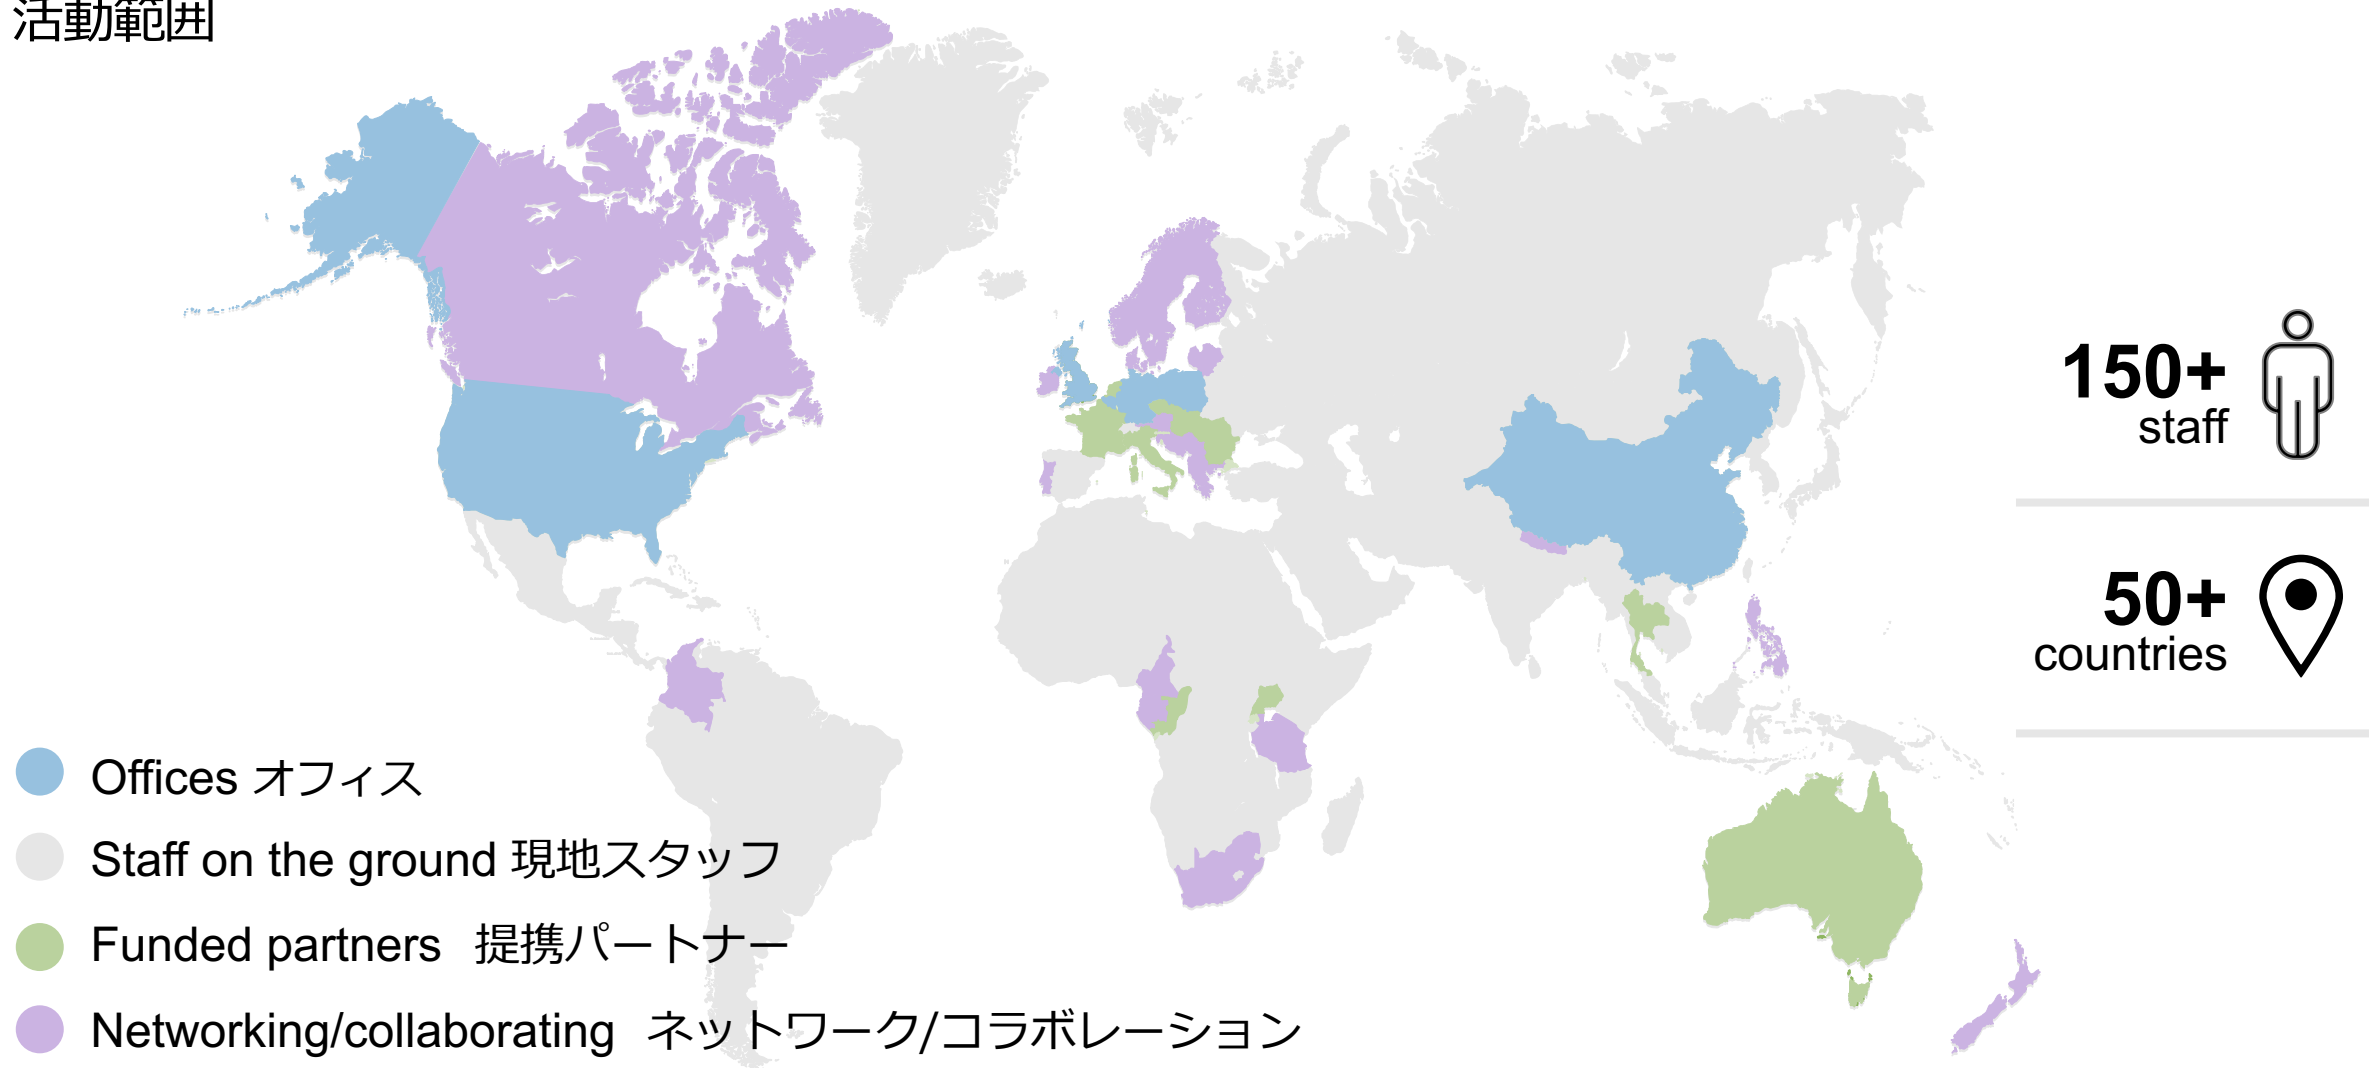 活動範囲
150+
staff
50+
countries
Offices オフィス
Staff on the ground 現地スタッフ
Funded partners 提携パートナー
Networking/collaborating ネットワーク/コラボレーション